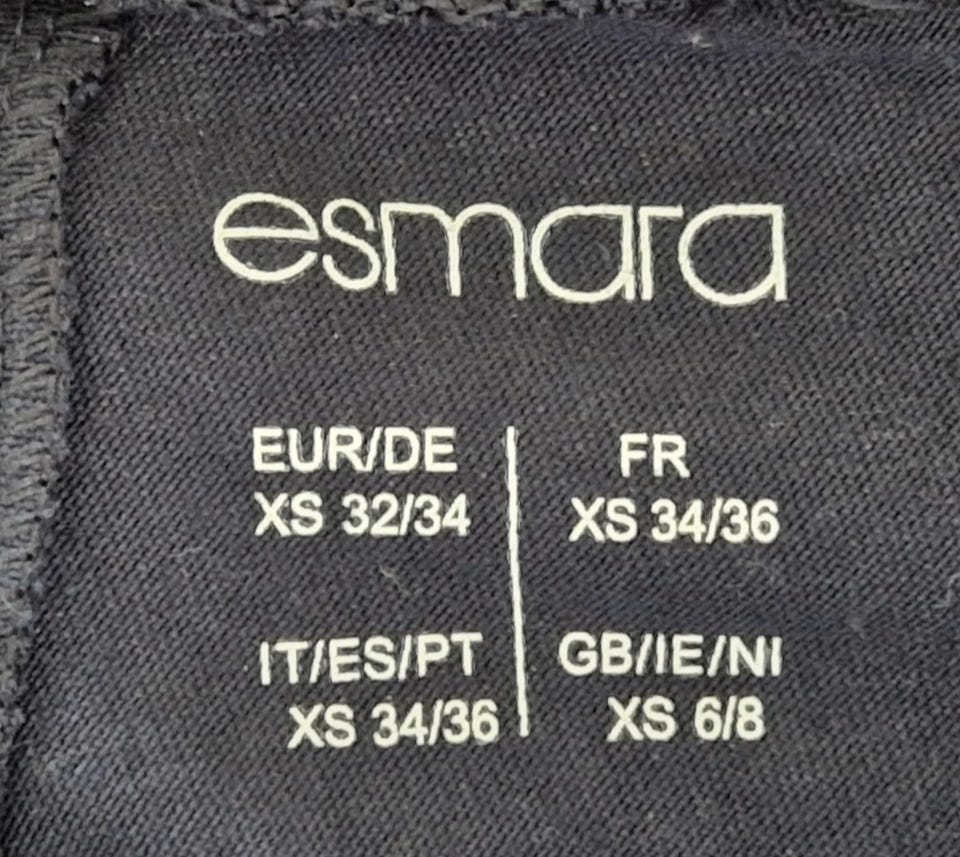 esmara
EUR/DE
XS 32/34
FR
XS 34/36
IT/ES/PT
XS 34/36
GB/IE/NI
XS 6/8